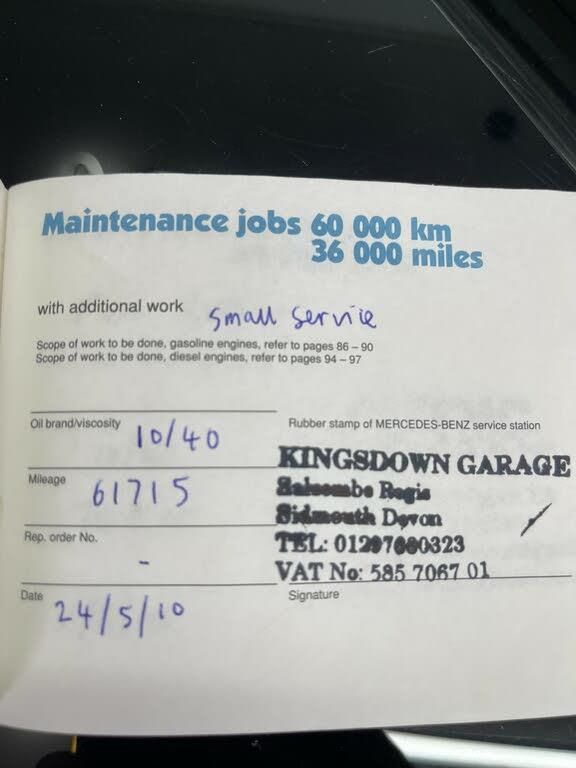 Maintenance jobs 60 000 km
36 000 miles
with additional work small service
Scope of work to be done, gasoline engines, refer to pages 86 – 90
Scope of work to be done, diesel engines, refer to pages 94 – 97
Oil brand/viscosity 10/40
Rubber stamp of MERCEDES-BENZ service station
KINGSDOWN GARAGE
Mileage 61715
Salcombe Regis
Sidmouth Devon
Rep. order No. -
TEL:
VAT No: 585 7067 01
Date 24/5/10
Signature